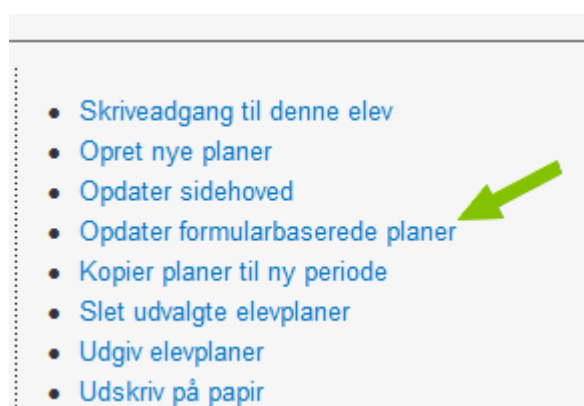 Skriveadgang til denne elev
Opret nye planer
Opdater sidehoved
Opdater formularbaserede planer
Kopier planer til ny periode
Slet udvalgte elevplaner
Udgiv elevplaner
Udskriv på papir